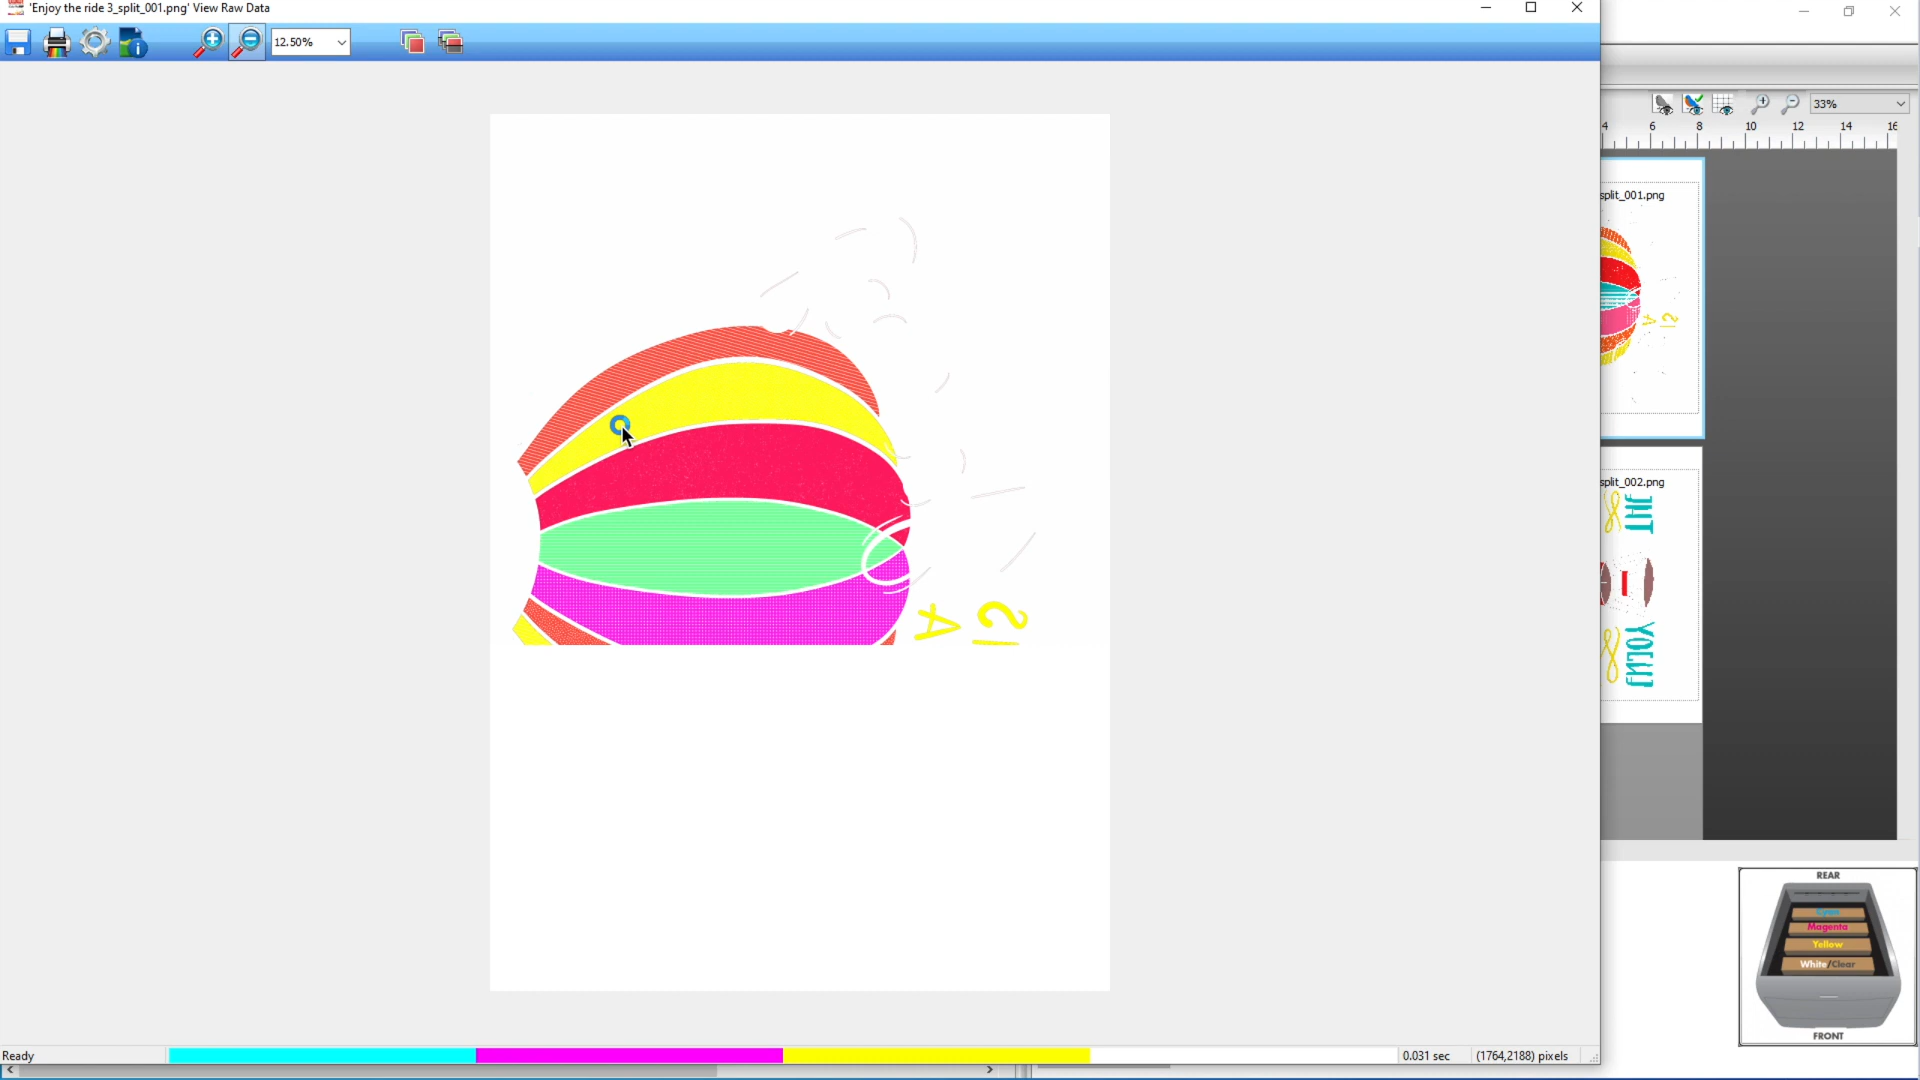 'Enjoy the ride 3_split_001.png' View Raw Data
12.50%
33%
4 6 8 10 12 14 16
split_001.png
split_002.png
REAR
Cyan
Magenta
Yellow
White/Clear
FRONT
Ready
0.031 sec
(1764,2188) pixels